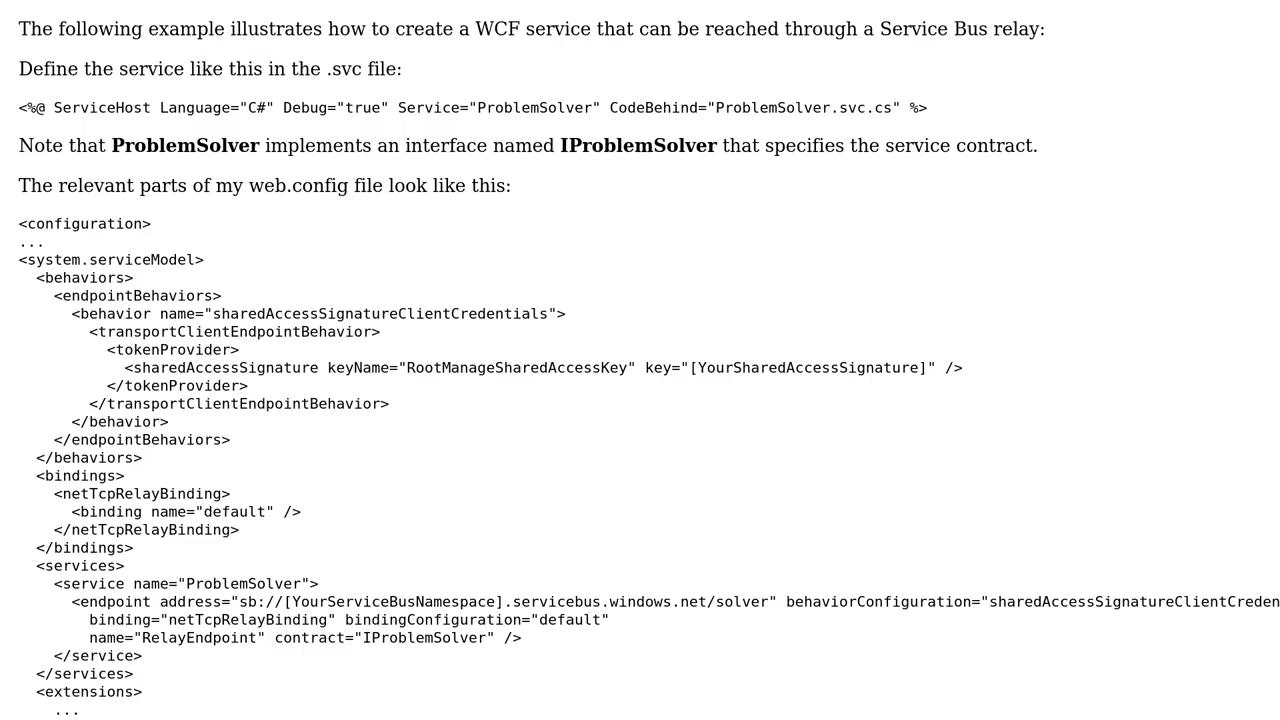 The following example illustrates how to create a WCF service that can be reached through a Service Bus relay:
Define the service like this in the .svc file:
<%@ ServiceHost Language="C#" Debug="true" Service="ProblemSolver" CodeBehind="ProblemSolver.svc.cs" %>
Note that ProblemSolver implements an interface named IProblemSolver that specifies the service contract.
The relevant parts of my web.config file look like this:
<configuration>
...
<system.serviceModel>
  <behaviors>
    <endpointBehaviors>
      <behavior name="sharedAccessSignatureClientCredentials">
        <transportClientEndpointBehavior>
          <tokenProvider>
            <sharedAccessSignature keyName="RootManageSharedAccessKey" key="[YourSharedAccessSignature]" />
          </tokenProvider>
        </transportClientEndpointBehavior>
      </behavior>
    </endpointBehaviors>
  </behaviors>
  <bindings>
    <netTcpRelayBinding>
      <binding name="default" />
    </netTcpRelayBinding>
  </bindings>
  <services>
    <service name="ProblemSolver">
      <endpoint address="sb://[YourServiceBusNamespace].servicebus.windows.net/solver" behaviorConfiguration="sharedAccessSignatureClientCreden
        binding="netTcpRelayBinding" bindingConfiguration="default"
        name="RelayEndpoint" contract="IProblemSolver" />
    </service>
  </services>
  <extensions>
    ...